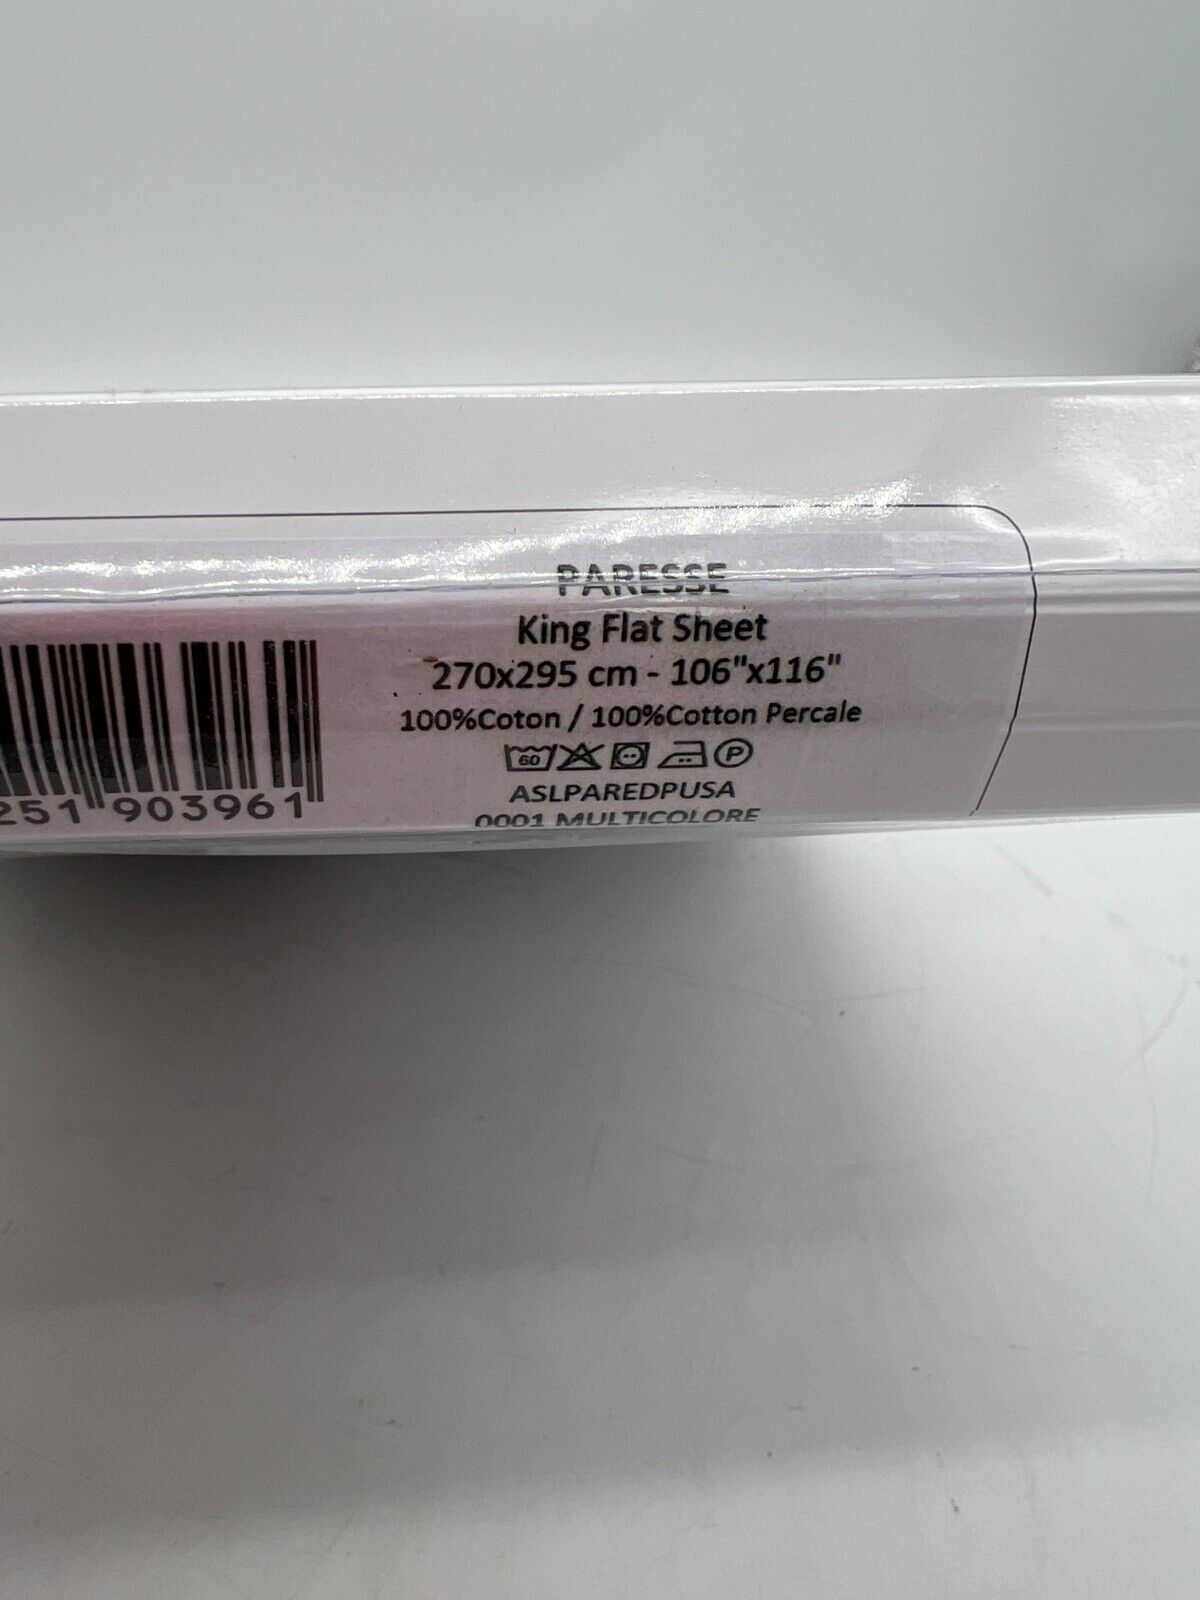 PARESSE
King Flat Sheet
270x295 cm - 106"x116"
100%Coton / 100%Cotton Percale
60 P
ASLPAREDPUSA
0001 MULTICOLORE
251 903961